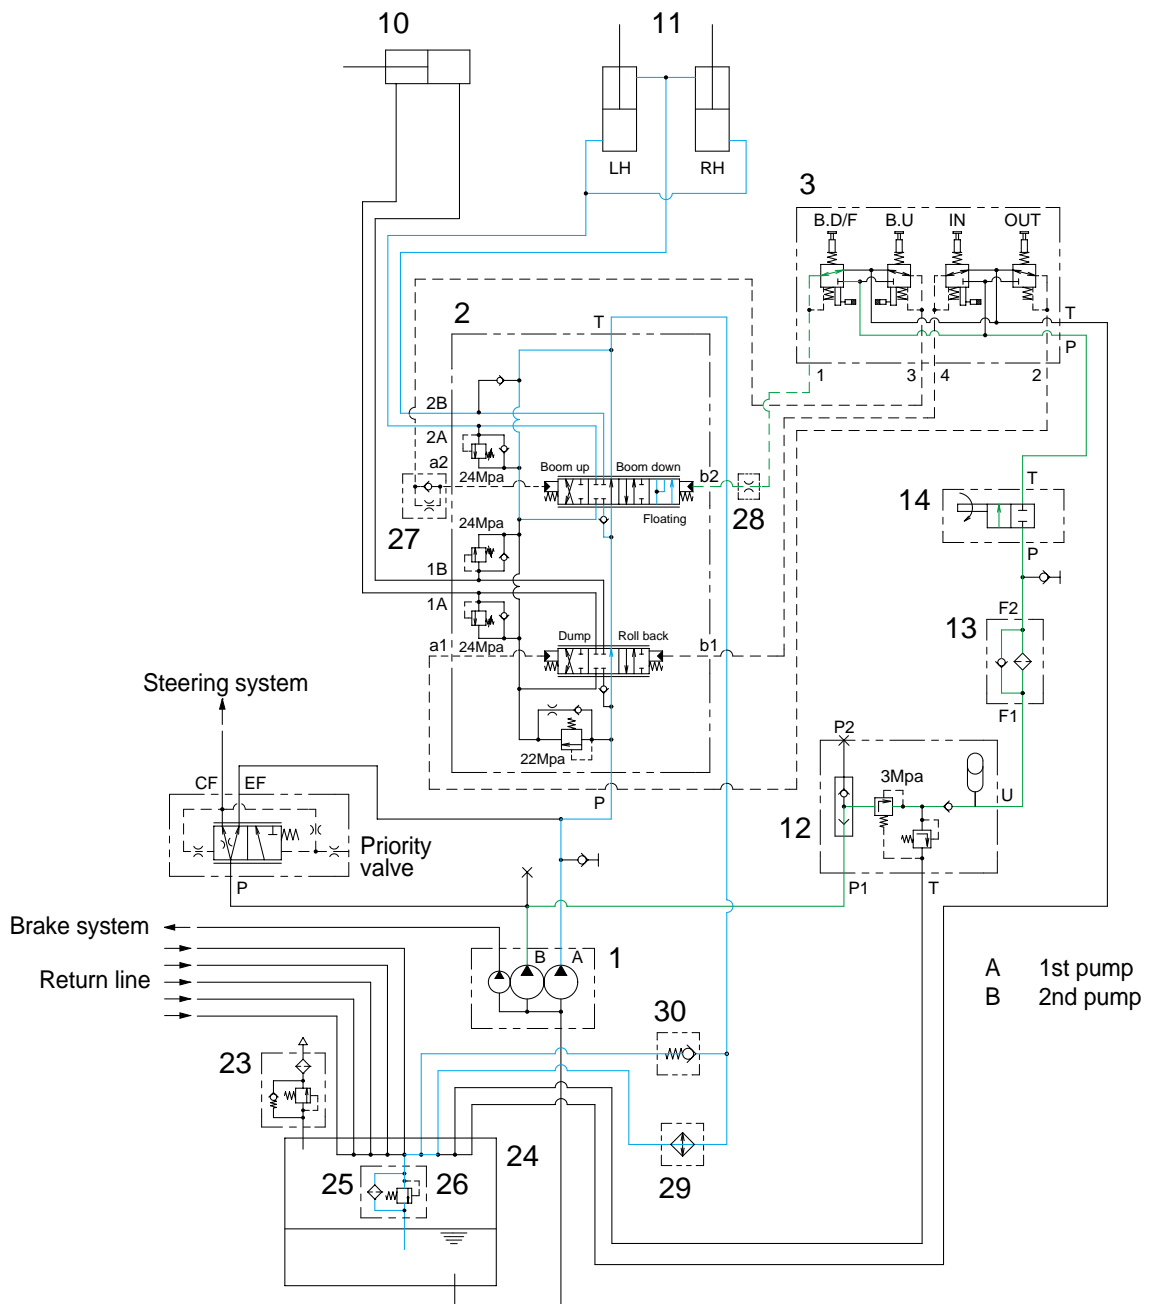 10
11
LH
RH
3
B.D/F
B.U
IN
OUT
T
P
1
3
4
2
2
T
2B
2A
a2
24Mpa
Boom up
Boom down
b2
Floating
27
28
24Mpa
1B
1A
a1
24Mpa
Dump
Roll back
b1
22Mpa
P
T
14
P
F2
13
F1
P2
3Mpa
U
12
P1
T
Steering system
CF
EF
Priority
valve
P
Brake system
Return line
B
A
1
A 1st pump
B 2nd pump
30
23
24
25
26
29